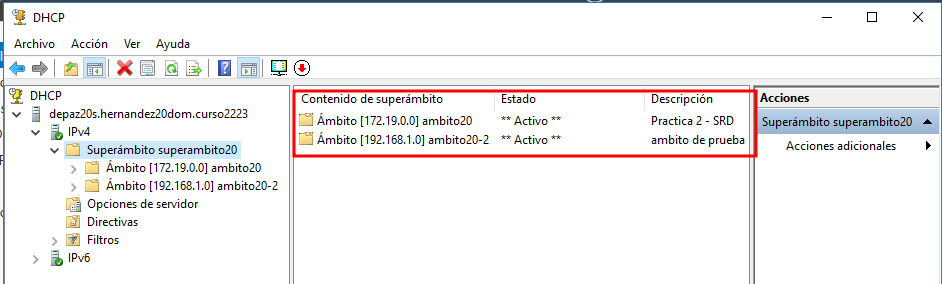 DHCP
Archivo Acción Ver Ayuda
DHCP
depaz20s.hernandez20dom.curso2223
IPv4
Superámbito superambito20
Ámbito [172.19.0.0] ambito20
Ámbito [192.168.1.0] ambito20-2
Opciones de servidor
Directivas
Filtros
IPv6
Contenido de superámbito Estado Descripción
Ámbito [172.19.0.0] ambito20 ** Activo ** Practica 2 - SRD
Ámbito [192.168.1.0] ambito20-2 ** Activo ** ambito de prueba
Acciones
Superámbito superambito20
Acciones adicionales